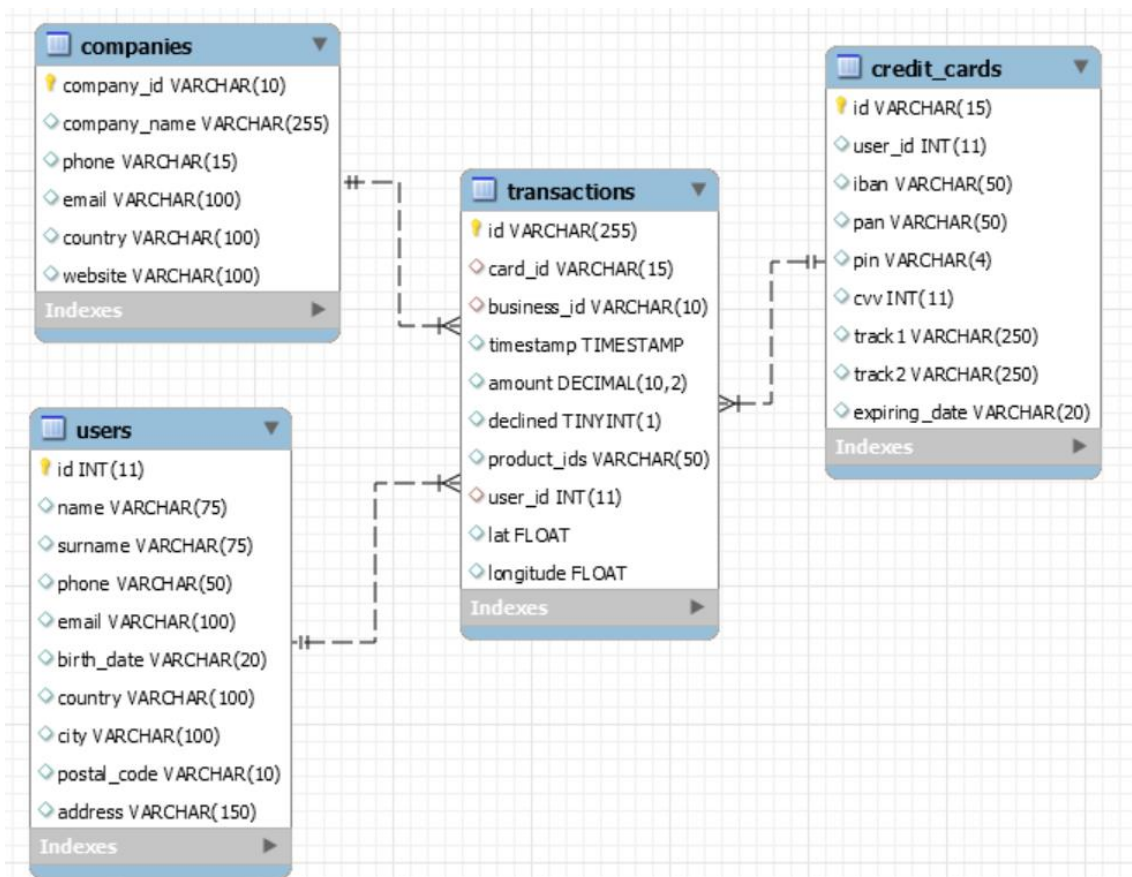 companies
company_id VARCHAR(10)
company_name VARCHAR(255)
phone VARCHAR(15)
email VARCHAR(100)
country VARCHAR(100)
website VARCHAR(100)
Indexes
users
id INT(11)
name VARCHAR(75)
surname VARCHAR(75)
phone VARCHAR(50)
email VARCHAR(100)
birth_date VARCHAR(20)
country VARCHAR(100)
city VARCHAR(100)
postal_code VARCHAR(10)
address VARCHAR(150)
Indexes
transactions
id VARCHAR(255)
card_id VARCHAR(15)
business_id VARCHAR(10)
timestamp TIMESTAMP
amount DECIMAL(10,2)
declined TINYINT(1)
product_ids VARCHAR(50)
user_id INT(11)
lat FLOAT
longitude FLOAT
Indexes
credit_cards
id VARCHAR(15)
user_id INT(11)
iban VARCHAR(50)
pan VARCHAR(50)
pin VARCHAR(4)
cvv INT(11)
track1 VARCHAR(250)
track2 VARCHAR(250)
expiring_date VARCHAR(20)
Indexes